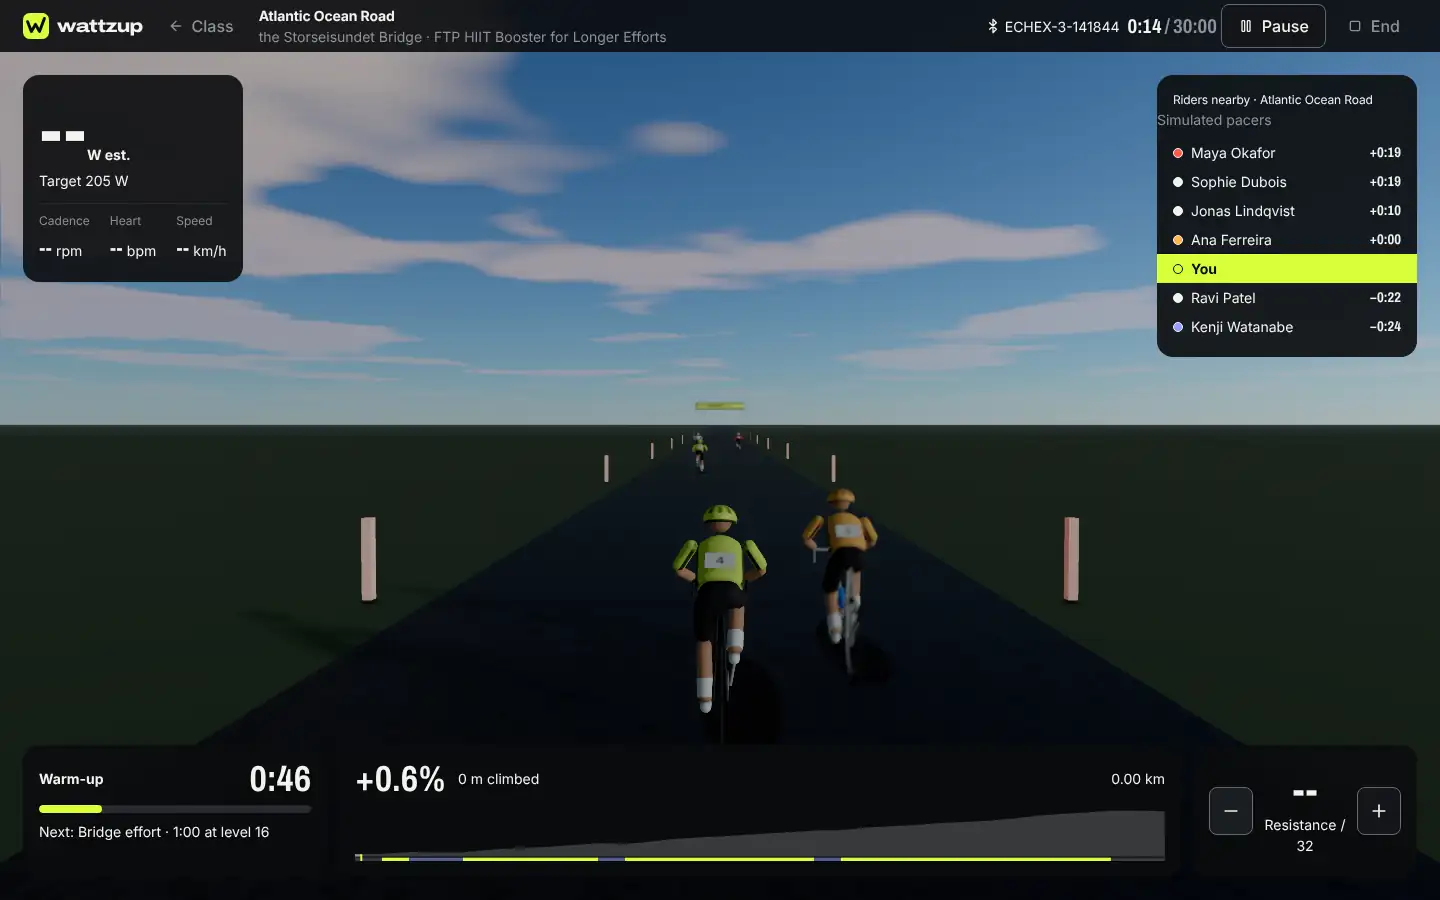 wattzup
← Class
Atlantic Ocean Road
the Storseisundet Bridge · FTP HIIT Booster for Longer Efforts
ECHEX-3-141844
0:14 / 30:00
Pause
End
--
W est.
Target 205 W
Cadence Heart Speed
-- rpm -- bpm -- km/h
Riders nearby · Atlantic Ocean Road
Simulated pacers
Maya Okafor +0:19
Sophie Dubois +0:19
Jonas Lindqvist +0:10
Ana Ferreira +0:00
You
Ravi Patel −0:22
Kenji Watanabe −0:24
4
Warm-up 0:46
Next: Bridge effort · 1:00 at level 16
+0.6% 0 m climbed 0.00 km
−
--
Resistance /
32
+